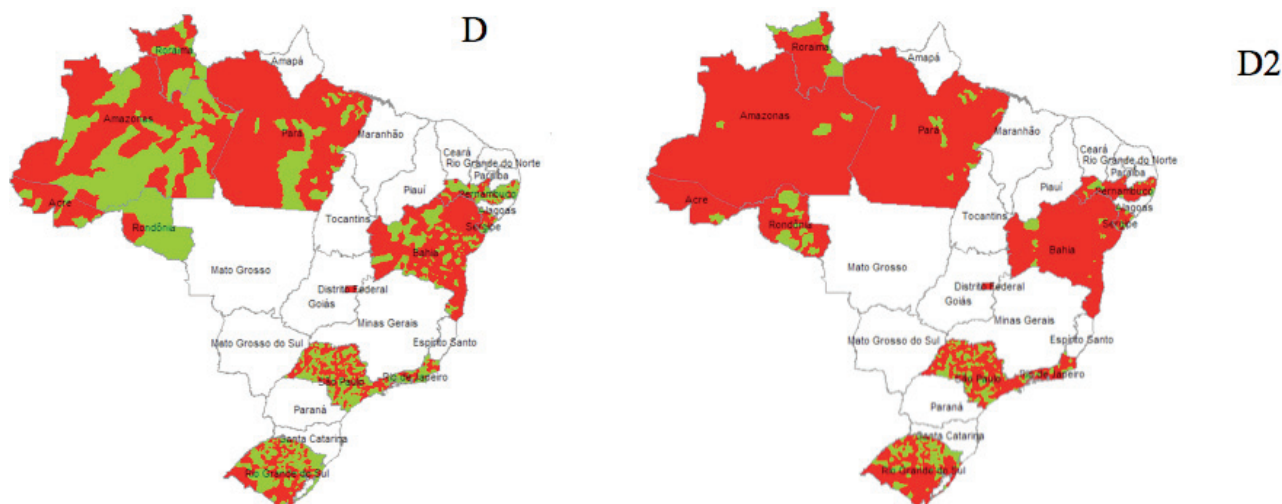 D
Roraima
Amapá
Amazonas
Pará
Maranhão
Ceará
Rio Grande do Norte
Paraíba
Piauí
Pernambuco
Alagoas
Acre
Tocantins
Sergipe
Rondônia
Bahia
Mato Grosso
Distrito Federal
Goiás
Minas Gerais
Mato Grosso do Sul
Espírito Santo
São Paulo
Rio de Janeiro
Paraná
Santa Catarina
Rio Grande do Sul
D2
Roraima
Amapá
Amazonas
Pará
Maranhão
Ceará
Rio Grande do Norte
Paraíba
Piauí
Pernambuco
Alagoas
Acre
Tocantins
Sergipe
Rondônia
Bahia
Mato Grosso
Distrito Federal
Goiás
Minas Gerais
Mato Grosso do Sul
Espírito Santo
São Paulo
Rio de Janeiro
Paraná
Santa Catarina
Rio Grande do Sul